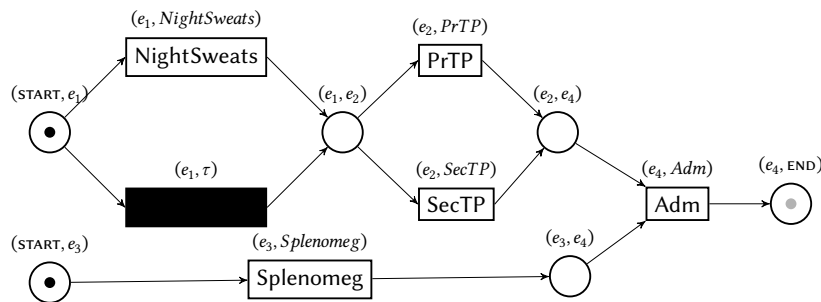 (e₁, NightSweats)
NightSweats
(e₂, PrTP)
PrTP
(START, e₁)
(e₁, e₂)
(e₂, e₄)
(e₁, τ)
(e₂, SecTP)
SecTP
(e₄, Adm)
Adm
(e₄, END)
(START, e₃)
(e₃, Splenomeg)
Splenomeg
(e₃, e₄)